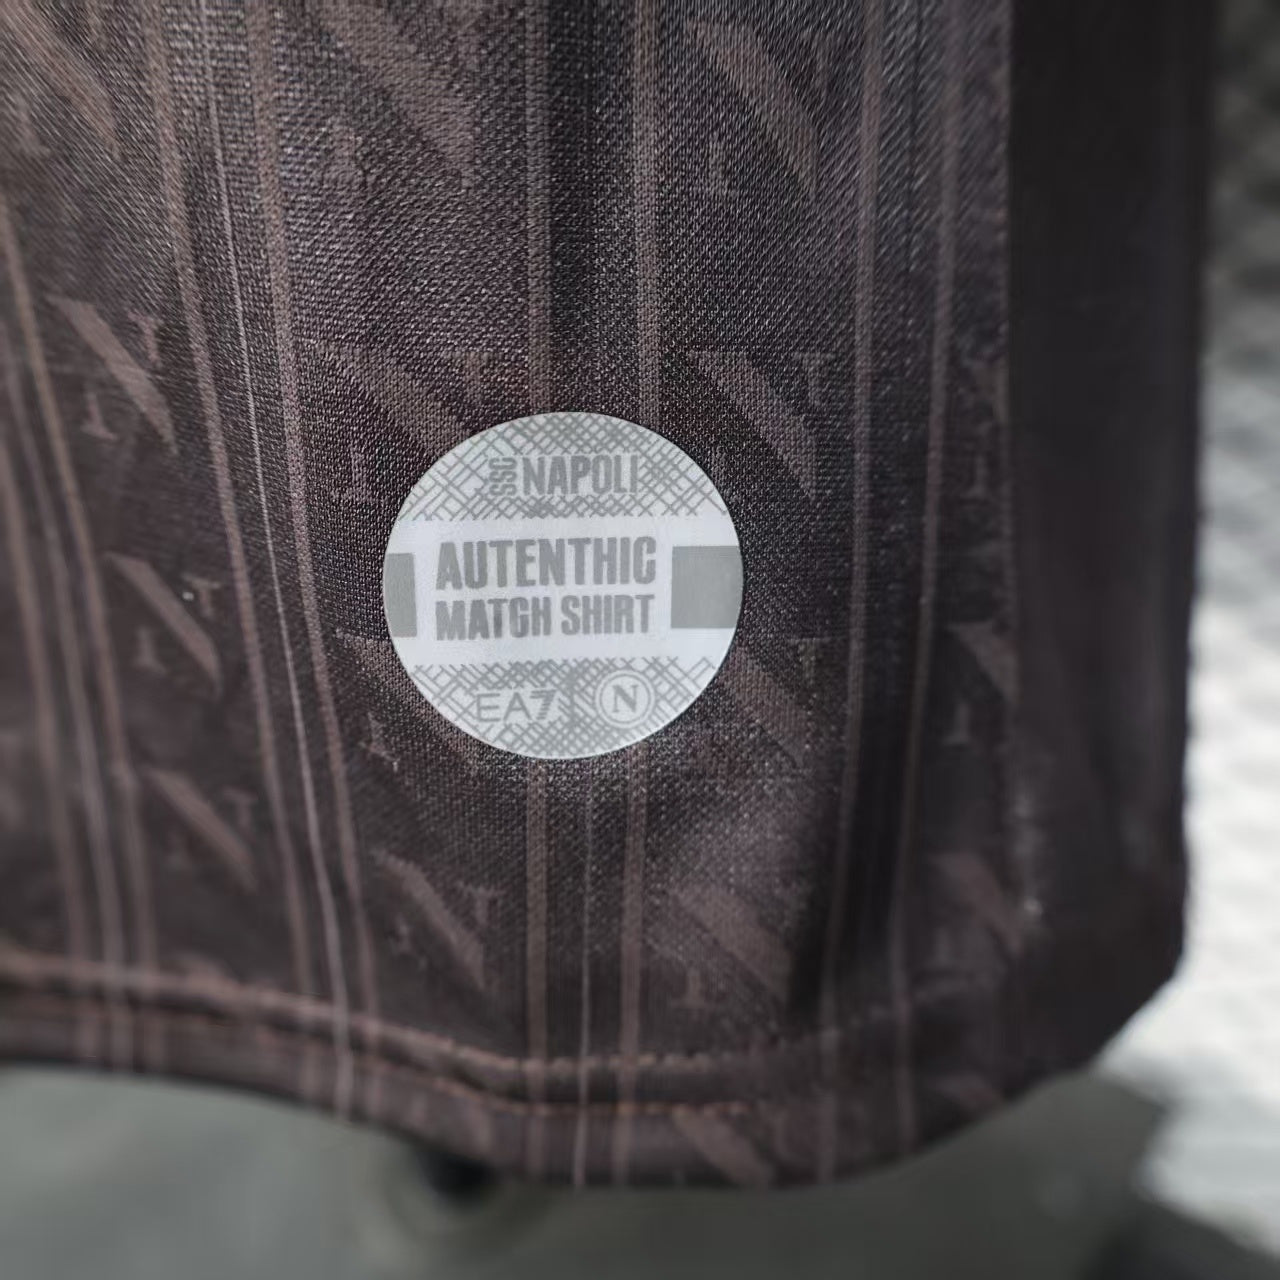 SSC NAPOLI
AUTENTHIC
MATCH SHIRT
EA7 N